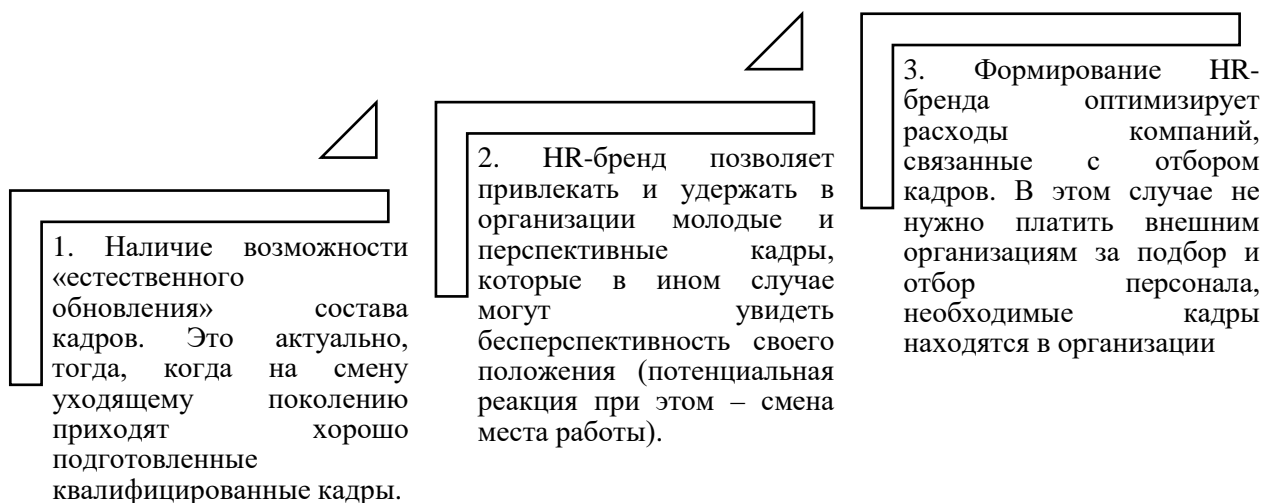 1. Наличие возможности
«естественного
обновления» состава
кадров. Это актуально,
тогда, когда на смену
уходящему поколению
приходят хорошо
подготовленные
квалифицированные кадры.
2. HR-бренд позволяет
привлекать и удержать в
организации молодые и
перспективные кадры,
которые в ином случае
могут увидеть
бесперспективность своего
положения (потенциальная
реакция при этом – смена
места работы).
3. Формирование HR-
бренда оптимизирует
расходы компаний,
связанные с отбором
кадров. В этом случае не
нужно платить внешним
организациям за подбор и
отбор персонала,
необходимые кадры
находятся в организации